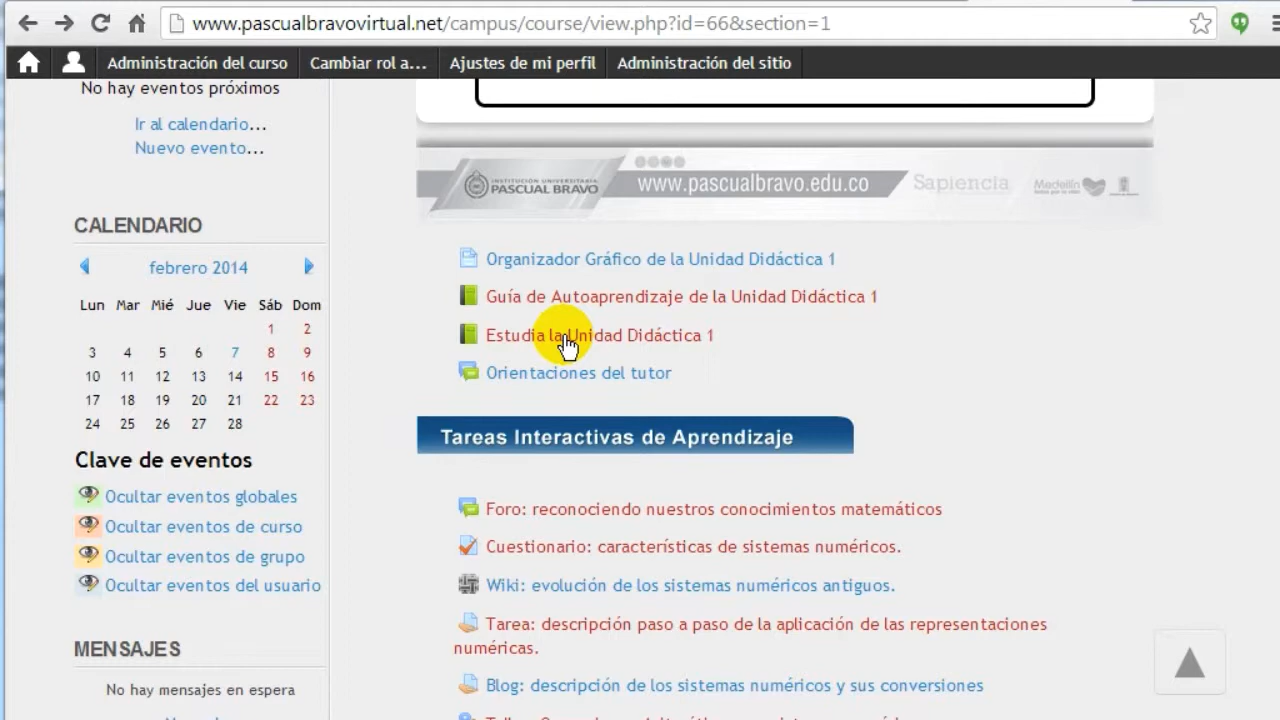 www.pascualbravovirtual.net/campus/course/view.php?id=66&section=1
Administración del curso
Cambiar rol a...
Ajustes de mi perfil
Administración del sitio
No hay eventos próximos
Ir al calendario...
Nuevo evento...
CALENDARIO
febrero 2014
Lun Mar Mié Jue Vie Sáb Dom
1 2
3 4 5 6 7 8 9
10 11 12 13 14 15 16
17 18 19 20 21 22 23
24 25 26 27 28
Clave de eventos
Ocultar eventos globales
Ocultar eventos de curso
Ocultar eventos de grupo
Ocultar eventos del usuario
MENSAJES
No hay mensajes en espera
INSTITUCIÓN UNIVERSITARIA
PASCUAL BRAVO
www.pascualbravo.edu.co
Sapiencia
Medellín
Organizador Gráfico de la Unidad Didáctica 1
Guía de Autoaprendizaje de la Unidad Didáctica 1
Estudia la Unidad Didáctica 1
Orientaciones del tutor
Tareas Interactivas de Aprendizaje
Foro: reconociendo nuestros conocimientos matemáticos
Cuestionario: características de sistemas numéricos.
Wiki: evolución de los sistemas numéricos antiguos.
Tarea: descripción paso a paso de la aplicación de las representaciones
numéricas.
Blog: descripción de los sistemas numéricos y sus conversiones